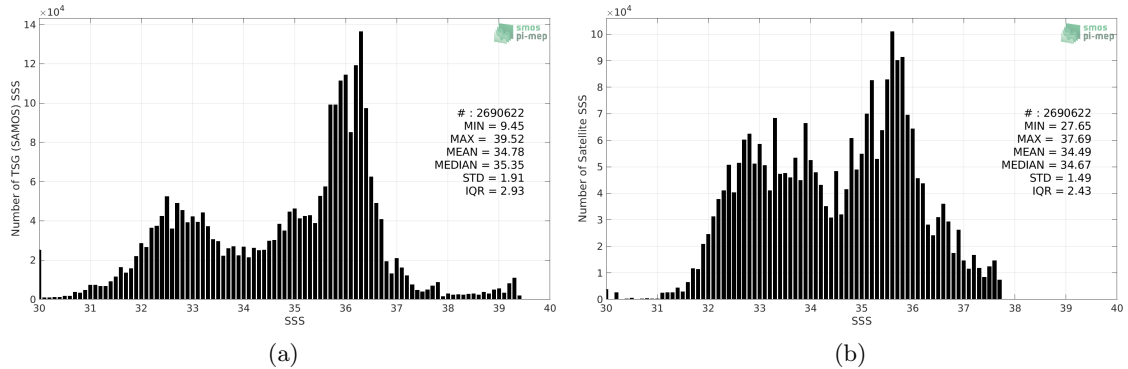 ×10⁴
14
12
10
8
6
4
2
0
Number of TSG (SAMOS) SSS
30 31 32 33 34 35 36 37 38 39 40
SSS
smos
pi-mep
# : 2690622
MIN = 9.45
MAX = 39.52
MEAN = 34.78
MEDIAN = 35.35
STD = 1.91
IQR = 2.93
(a)
×10⁴
10
9
8
7
6
5
4
3
2
1
0
Number of Satellite SSS
30 31 32 33 34 35 36 37 38 39 40
SSS
smos
pi-mep
# : 2690622
MIN = 27.65
MAX = 37.69
MEAN = 34.49
MEDIAN = 34.67
STD = 1.49
IQR = 2.43
(b)